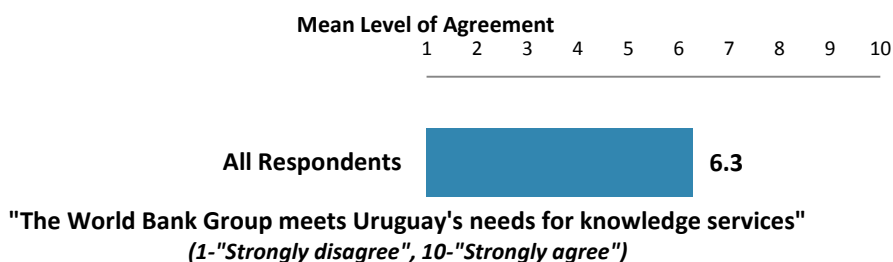 Mean Level of Agreement
1 2 3 4 5 6 7 8 9 10
All Respondents 6.3
"The World Bank Group meets Uruguay's needs for knowledge services"
(1-"Strongly disagree", 10-"Strongly agree")